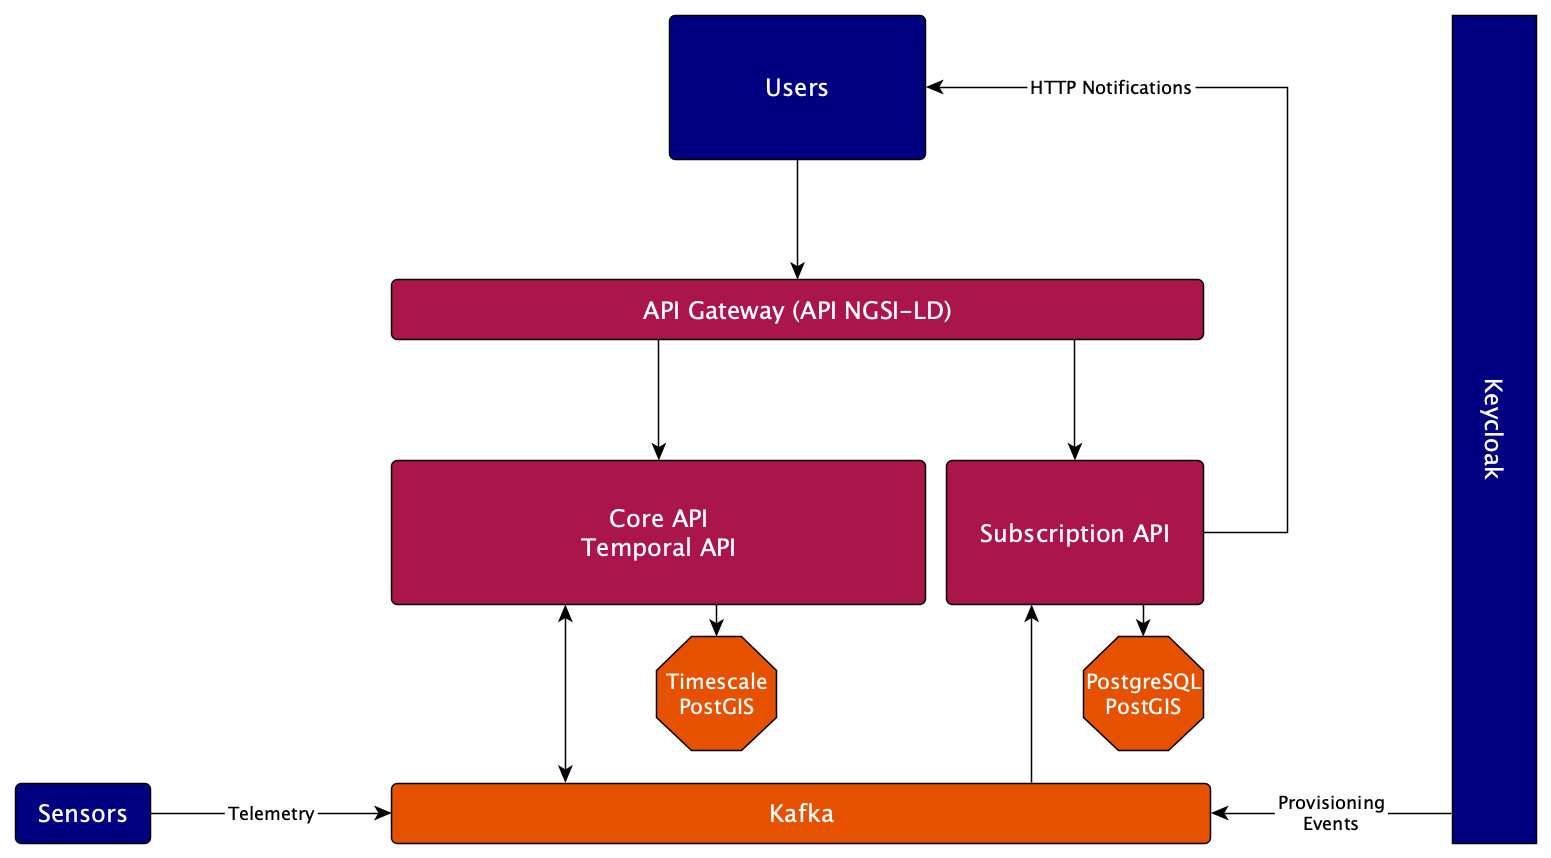 Users
HTTP Notifications
API Gateway (API NGSI-LD)
Keycloak
Core API
Temporal API
Subscription API
Timescale
PostGIS
PostgreSQL
PostGIS
Sensors
Telemetry
Kafka
Provisioning
Events